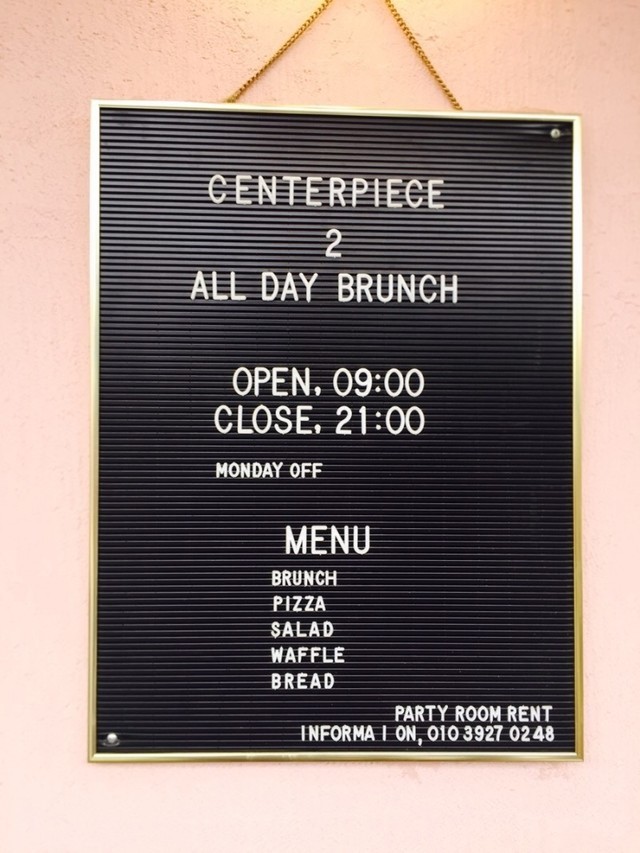 CENTERPIECE
2
ALL DAY BRUNCH
OPEN. 09:00
CLOSE. 21:00
MONDAY OFF
MENU
BRUNCH
PIZZA
SALAD
WAFFLE
BREAD
PARTY ROOM RENT
INFORMA I ON, 010 3927 0248